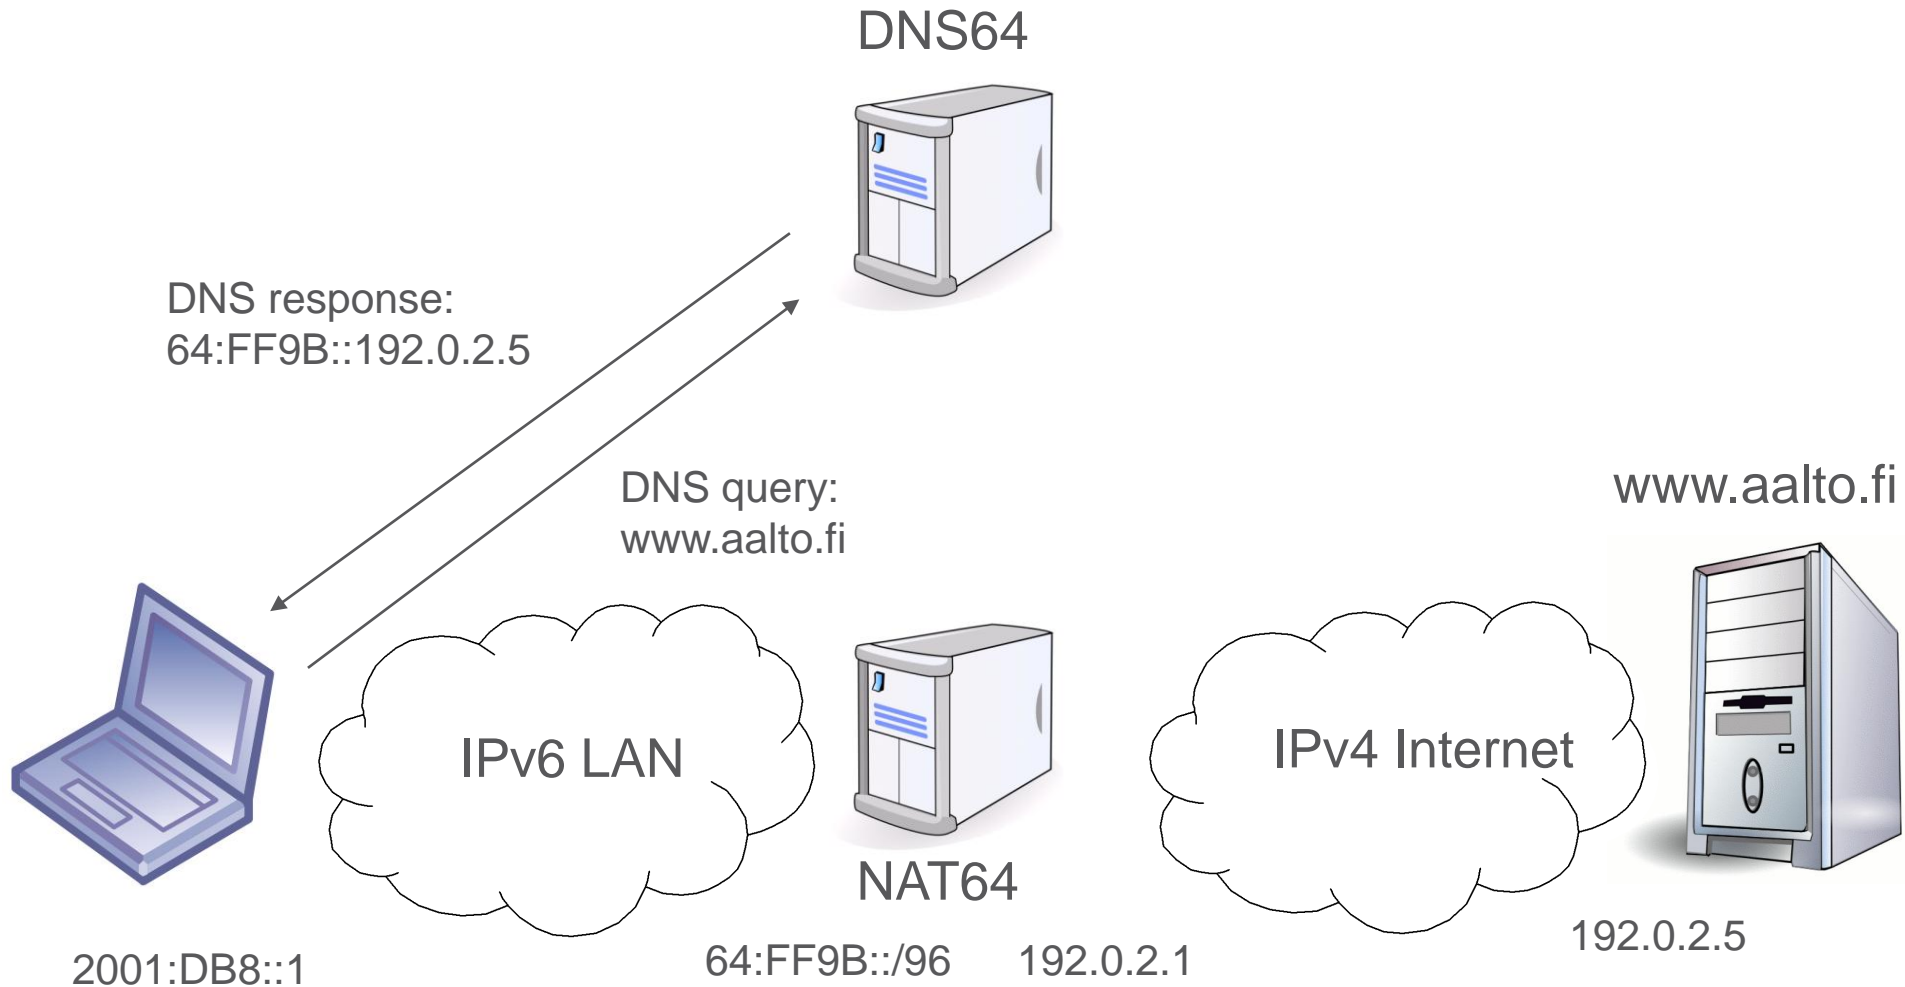 DNS64
DNS response:
64:FF9B::192.0.2.5
DNS query:
www.aalto.fi
www.aalto.fi
IPv6 LAN
IPv4 Internet
NAT64
2001:DB8::1
64:FF9B::/96
192.0.2.1
192.0.2.5